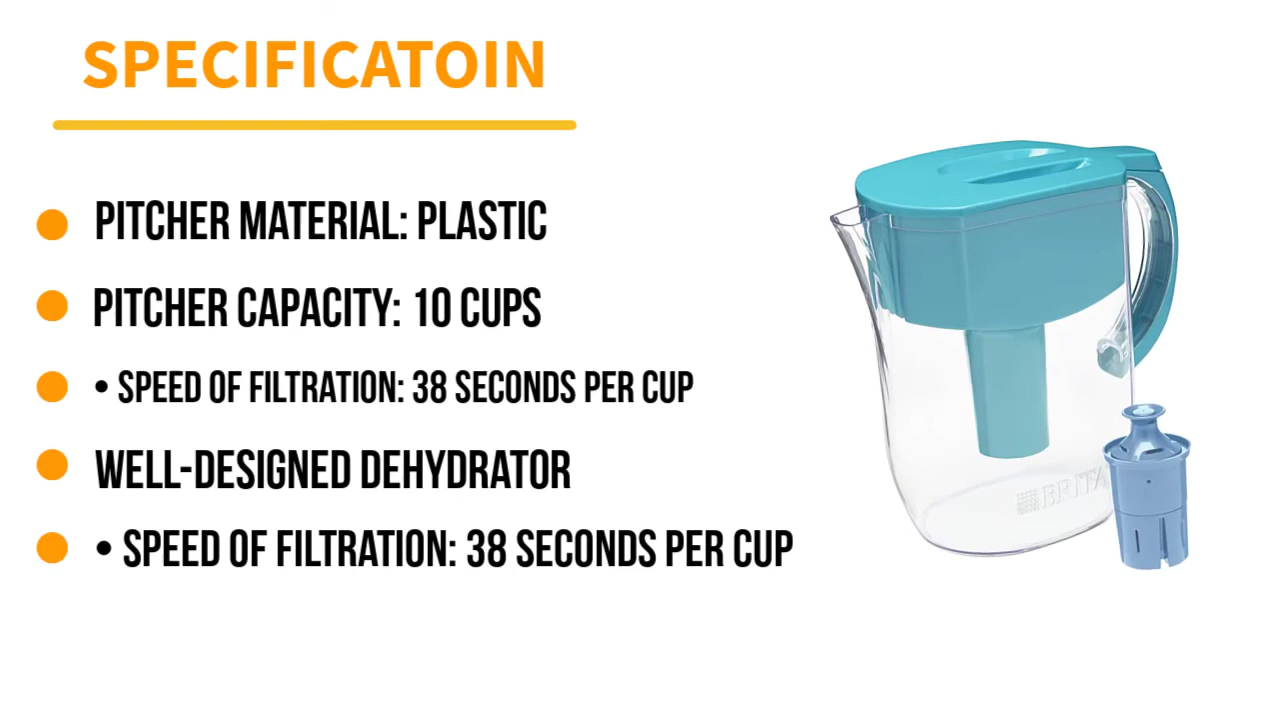 SPECIFICATOIN
PITCHER MATERIAL: PLASTIC
PITCHER CAPACITY: 10 CUPS
• SPEED OF FILTRATION: 38 SECONDS PER CUP
WELL-DESIGNED DEHYDRATOR
• SPEED OF FILTRATION: 38 SECONDS PER CUP
BRITA